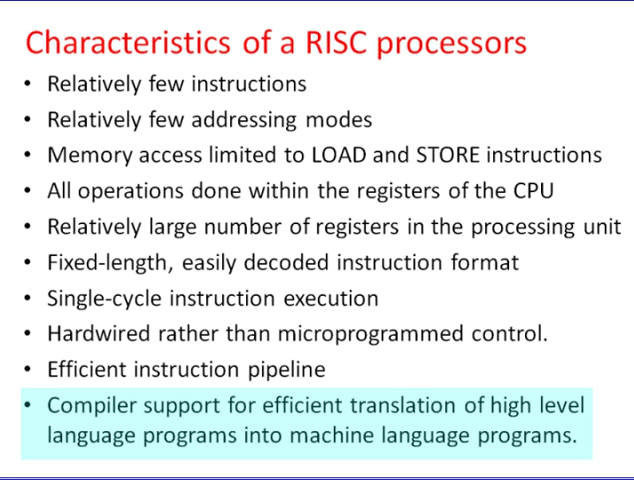 Characteristics of a RISC processors
• Relatively few instructions
• Relatively few addressing modes
• Memory access limited to LOAD and STORE instructions
• All operations done within the registers of the CPU
• Relatively large number of registers in the processing unit
• Fixed-length, easily decoded instruction format
• Single-cycle instruction execution
• Hardwired rather than microprogrammed control.
• Efficient instruction pipeline
• Compiler support for efficient translation of high level
language programs into machine language programs.